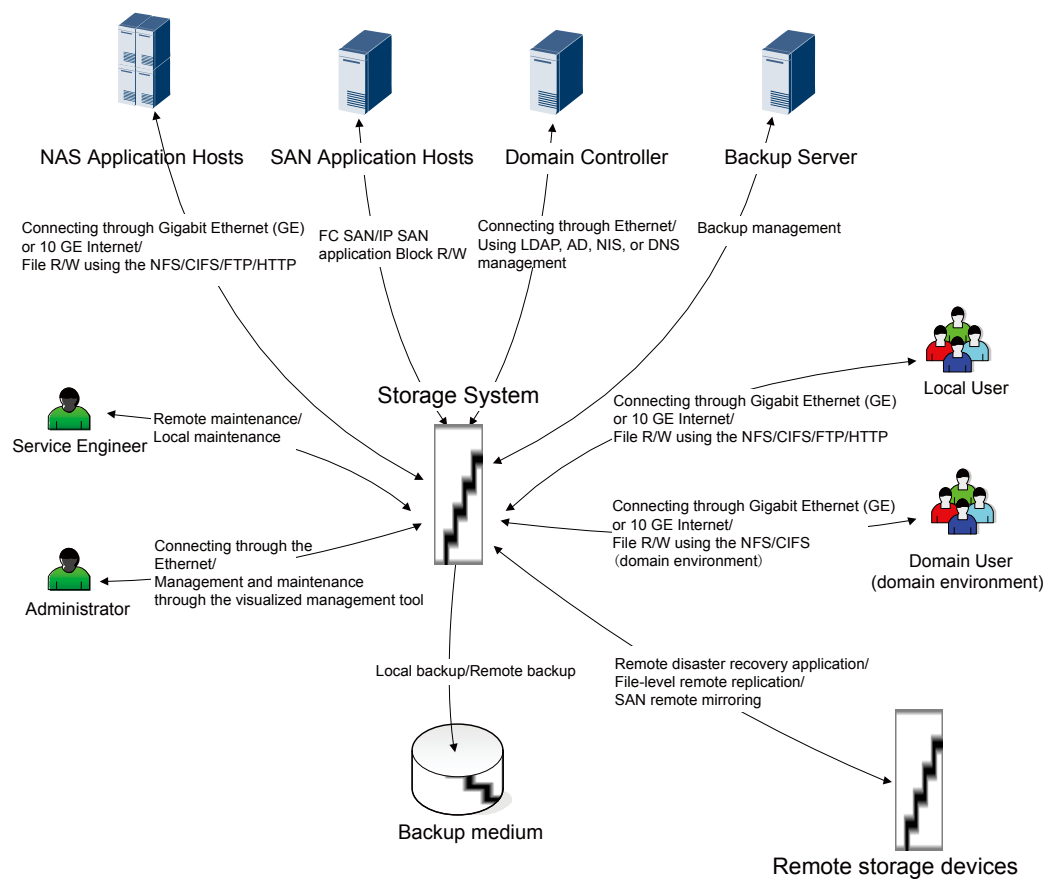 NAS Application Hosts
SAN Application Hosts
Domain Controller
Backup Server
Connecting through Gigabit Ethernet (GE)
or 10 GE Internet/
File R/W using the NFS/CIFS/FTP/HTTP
FC SAN/IP SAN
application Block R/W
Connecting through Ethernet/
Using LDAP, AD, NIS, or DNS
management
Backup management
Storage System
Local User
Connecting through Gigabit Ethernet (GE)
or 10 GE Internet/
File R/W using the NFS/CIFS/FTP/HTTP
Service Engineer
Remote maintenance/
Local maintenance
Connecting through Gigabit Ethernet (GE)
or 10 GE Internet/
File R/W using the NFS/CIFS
(domain environment)
Domain User
(domain environment)
Administrator
Connecting through the
Ethernet/
Management and maintenance
through the visualized management tool
Local backup/Remote backup
Remote disaster recovery application/
File-level remote replication/
SAN remote mirroring
Backup medium
Remote storage devices